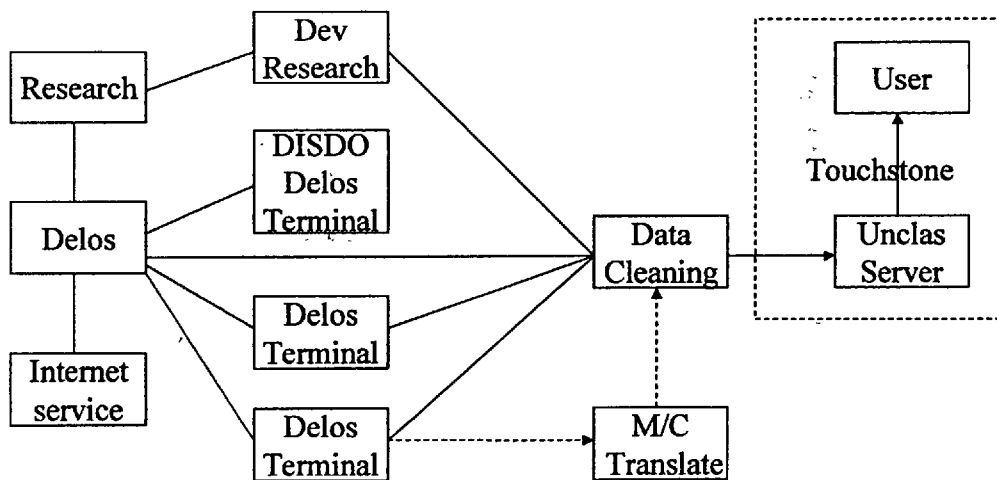 Dev
Research
Research
DISDO
Delos
Terminal
Delos
Delos
Terminal
Internet
service
Delos
Terminal
Data
Cleaning
M/C
Translate
User
Touchstone
Unclas
Server